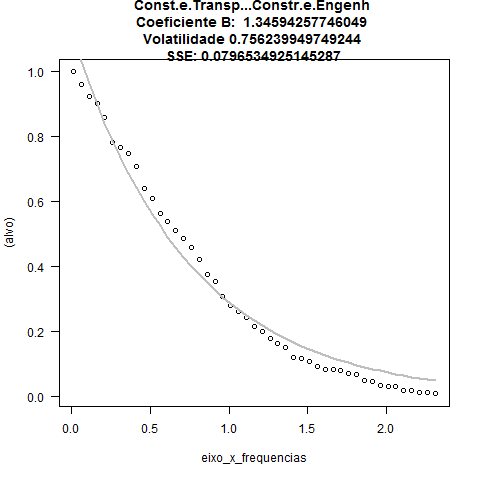 Const.e.Transp...Constr.e.Engenh
Coeficiente B: 1.34594257746049
Volatilidade 0.756239949749244
SSE: 0.0796534925145287
1.0
0.8
0.6
0.4
0.2
0.0
(alvo)
0.0 0.5 1.0 1.5 2.0
eixo_x_frequencias